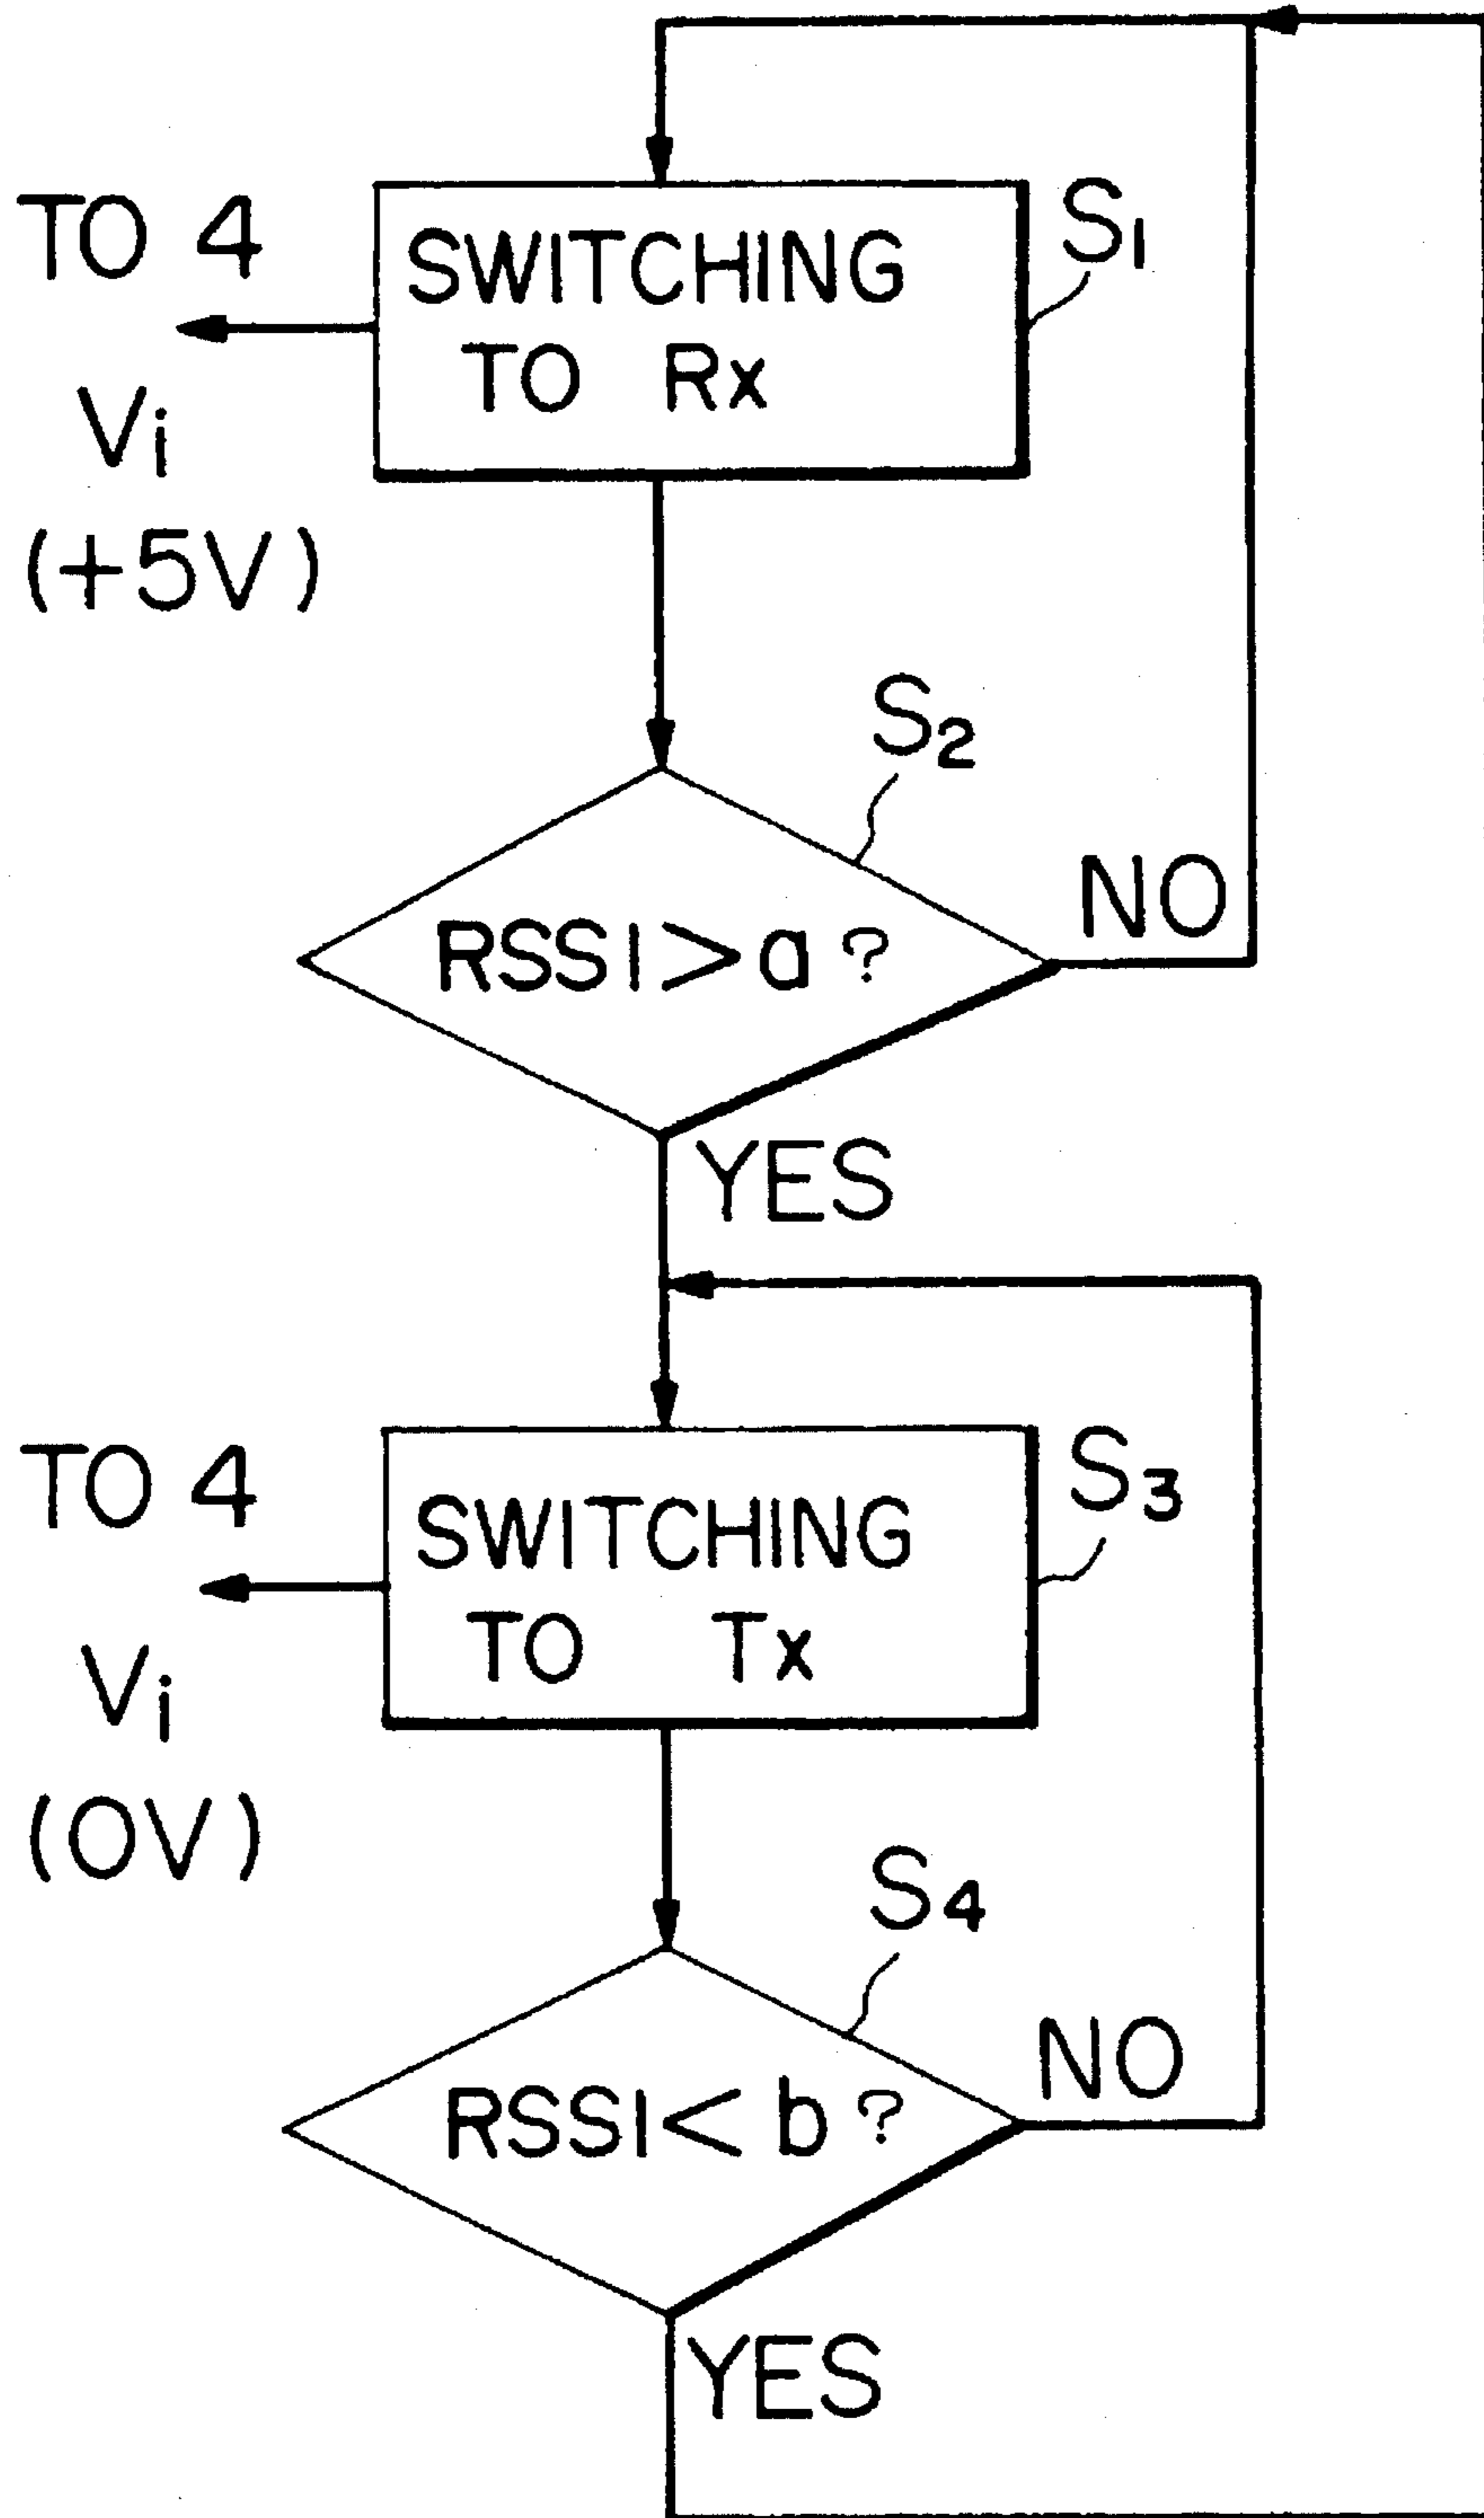 TO 4
SWITCHING
TO Rx
S1
Vi
(+5V)
S2
RSSI>a?
NO
YES
TO 4
SWITCHING
TO Tx
S3
Vi
(0V)
S4
RSSI<b?
NO
YES